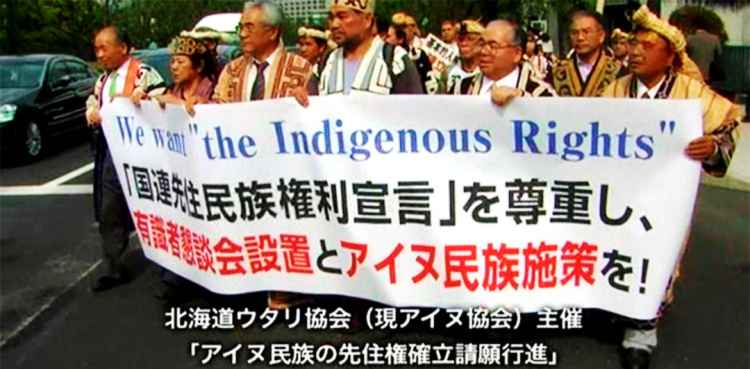 We want "the Indigenous Rights"
「国連先住民族権利宣言」を尊重し、
有識者懇談会設置とアイヌ民族施策を!
北海道ウタリ協会（現アイヌ協会）主催
「アイヌ民族の先住権確立請願行進」